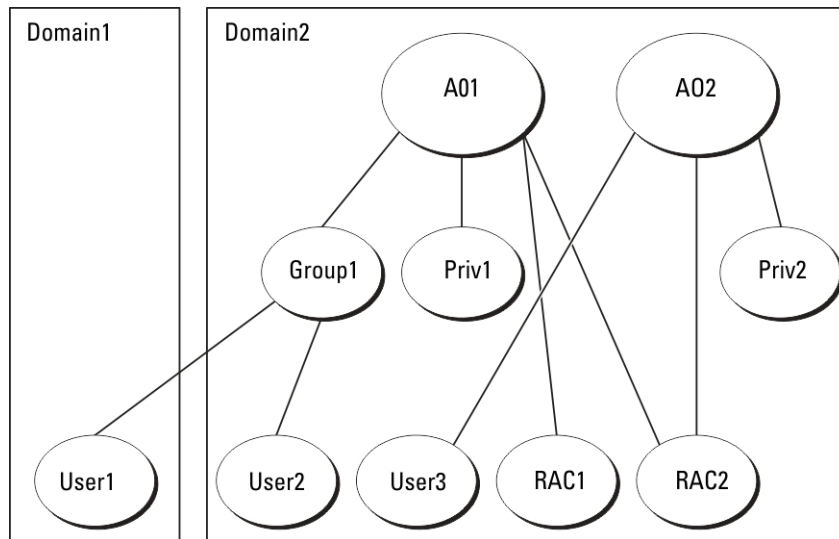 Domain1
Domain2
A01
AO2
Group1
Priv1
Priv2
User1
User2
User3
RAC1
RAC2